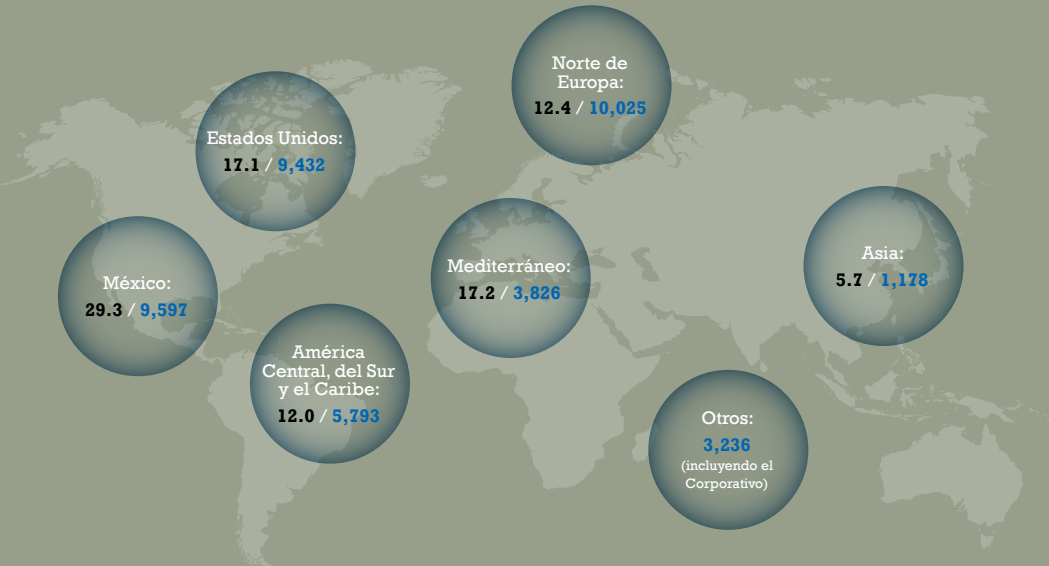 Norte de
Europa:
12.4 / 10,025
Estados Unidos:
17.1 / 9,432
México:
29.3 / 9,597
Mediterráneo:
17.2 / 3,826
Asia:
5.7 / 1,178
América
Central, del Sur
y el Caribe:
12.0 / 5,793
Otros:
3,236
(incluyendo el
Corporativo)